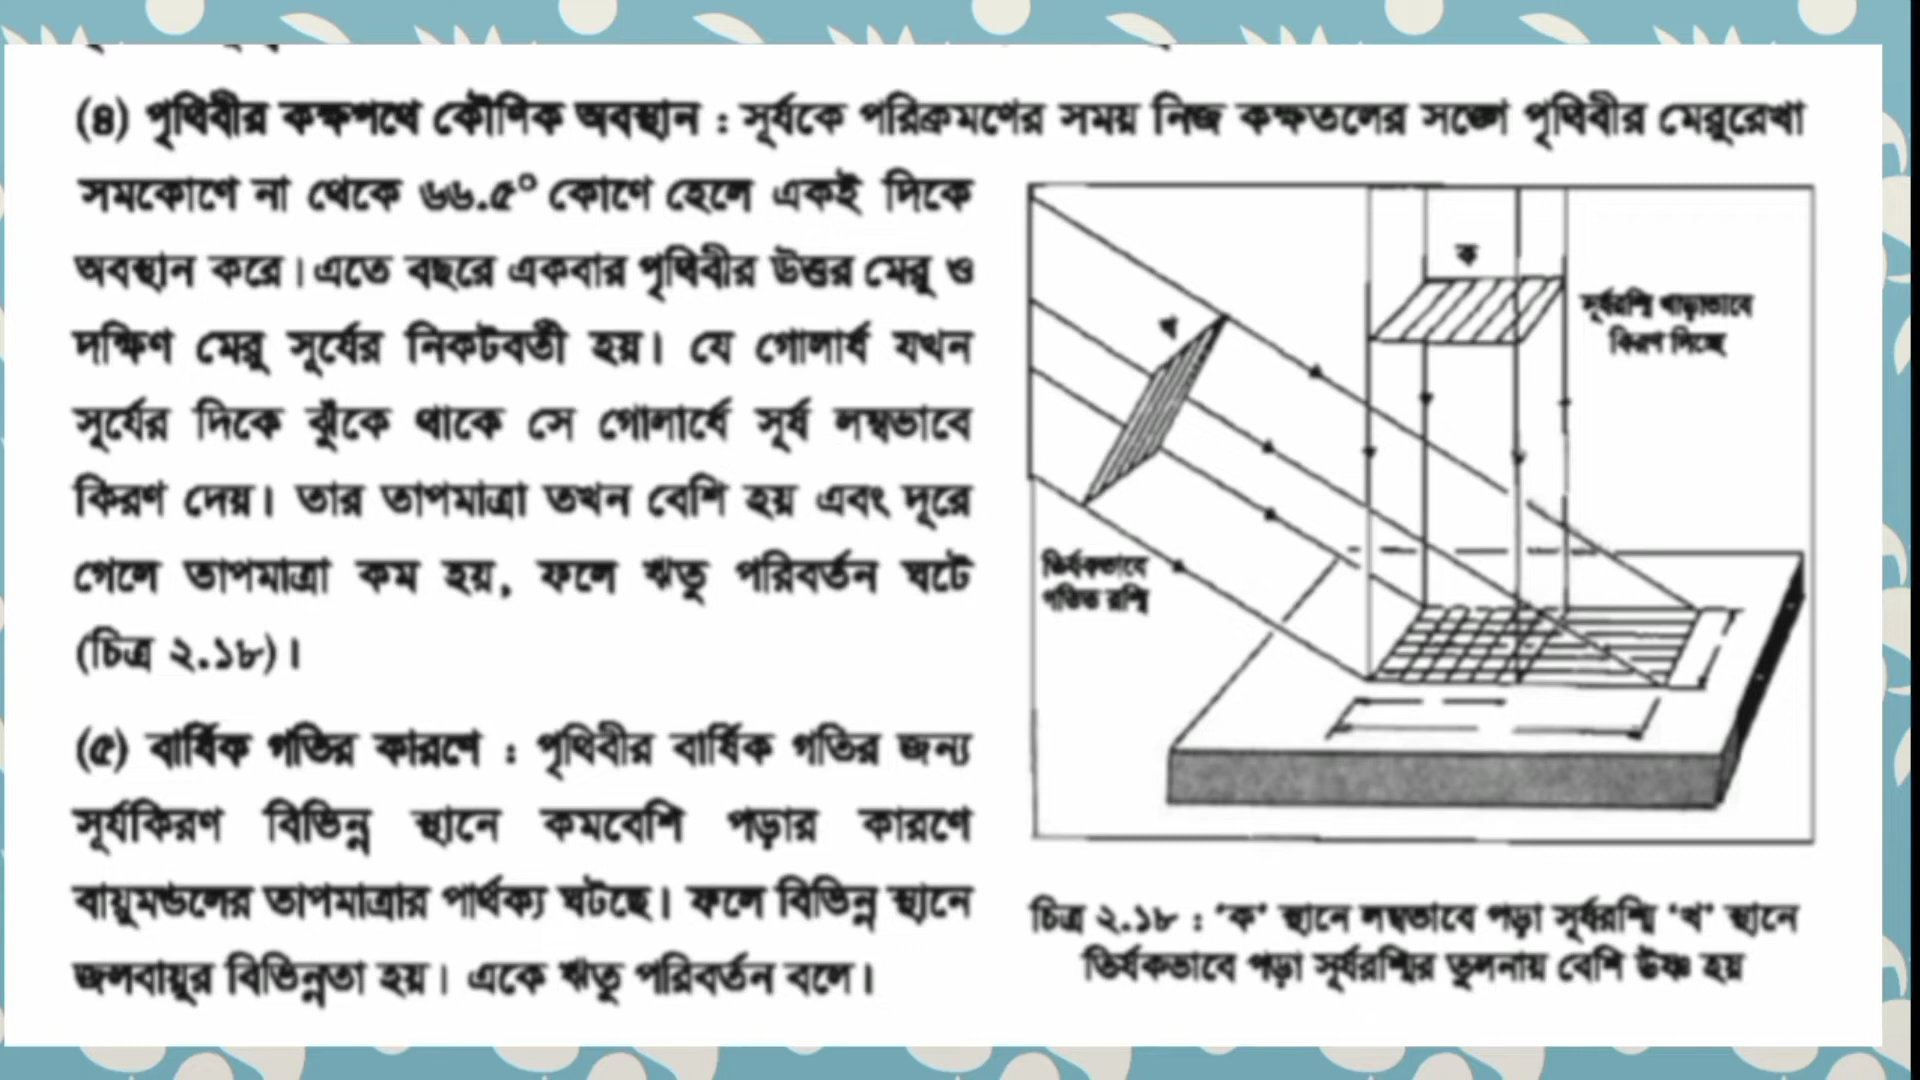 (৪) পৃথিবীর কক্ষপথে কৌণিক অবস্থান : সূর্যকে পরিক্রমণের সময় নিজ কক্ষতলের সঙ্গে পৃথিবীর মেরুরেখা
সমকোণে না থেকে ৬৬.৫° কোণে হেলে একই দিকে
অবস্থান করে। এতে বছরে একবার পৃথিবীর উত্তর মেরু ও
দক্ষিণ মেরু সূর্যের নিকটবর্তী হয়। যে গোলার্ধ যখন
সূর্যের দিকে ঝুঁকে থাকে সে গোলার্ধে সূর্য লম্বভাবে
কিরণ দেয়। তার তাপমাত্রা তখন বেশি হয় এবং দূরে
গেলে তাপমাত্রা কম হয়, ফলে ঋতু পরিবর্তন ঘটে
(চিত্র ২.১৮)।
(৫) বার্ষিক গতির কারণে : পৃথিবীর বার্ষিক গতির জন্য
সূর্যকিরণ বিভিন্ন স্থানে কমবেশি পড়ার কারণে
বায়ুমন্ডলের তাপমাত্রার পার্থক্য ঘটছে। ফলে বিভিন্ন স্থানে
জলবায়ুর বিভিন্নতা হয়। একে ঋতু পরিবর্তন বলে।
ক
খ
সূর্যরশ্মি খাড়াভাবে
কিরণ দিচ্ছে
তির্যকভাবে
পতিত রশ্মি
চিত্র ২.১৮ : ‘ক’ স্থানে লম্বভাবে পড়া সূর্যরশ্মি ‘খ’ স্থানে
তির্যকভাবে পড়া সূর্যরশ্মির তুলনায় বেশি উষ্ণ হয়